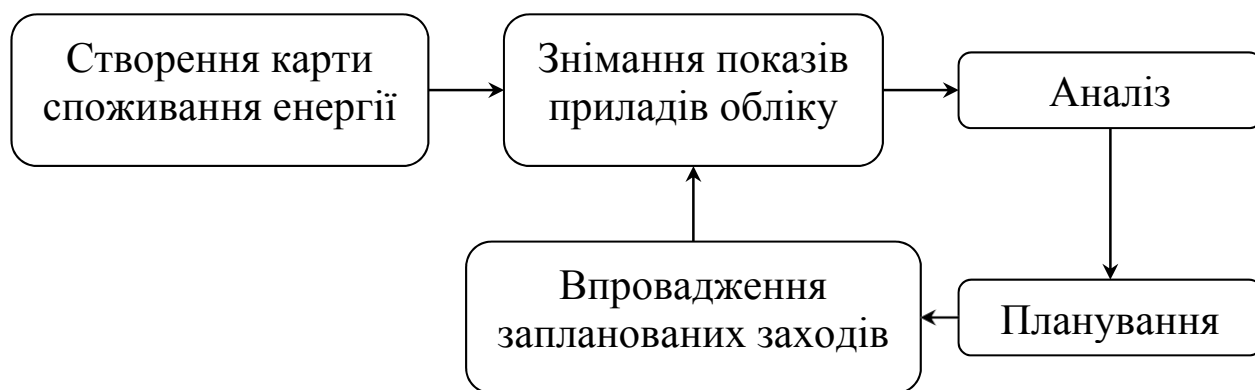 Створення карти
споживання енергії
Знімання показів
приладів обліку
Аналіз
Планування
Впровадження
запланованих заходів